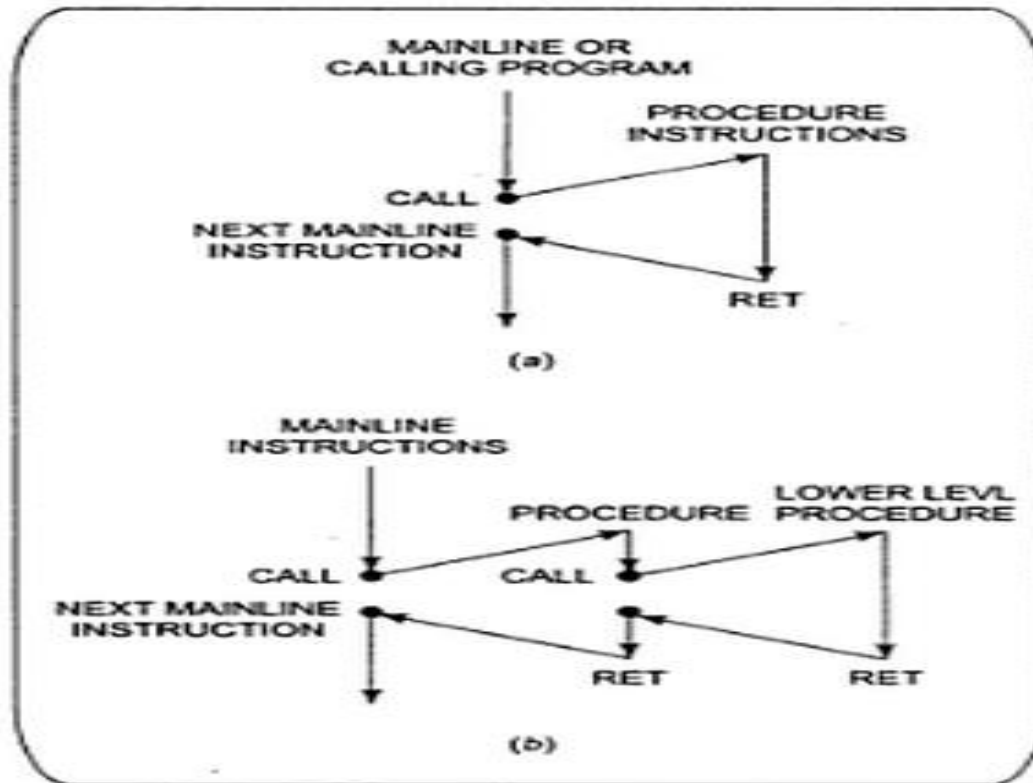 MAINLINE OR
CALLING PROGRAM
PROCEDURE
INSTRUCTIONS
CALL
NEXT MAINLINE
INSTRUCTION
RET
(a)
MAINLINE
INSTRUCTIONS
LOWER LEVL
PROCEDURE
PROCEDURE
CALL
CALL
NEXT MAINLINE
INSTRUCTION
RET
RET
(b)